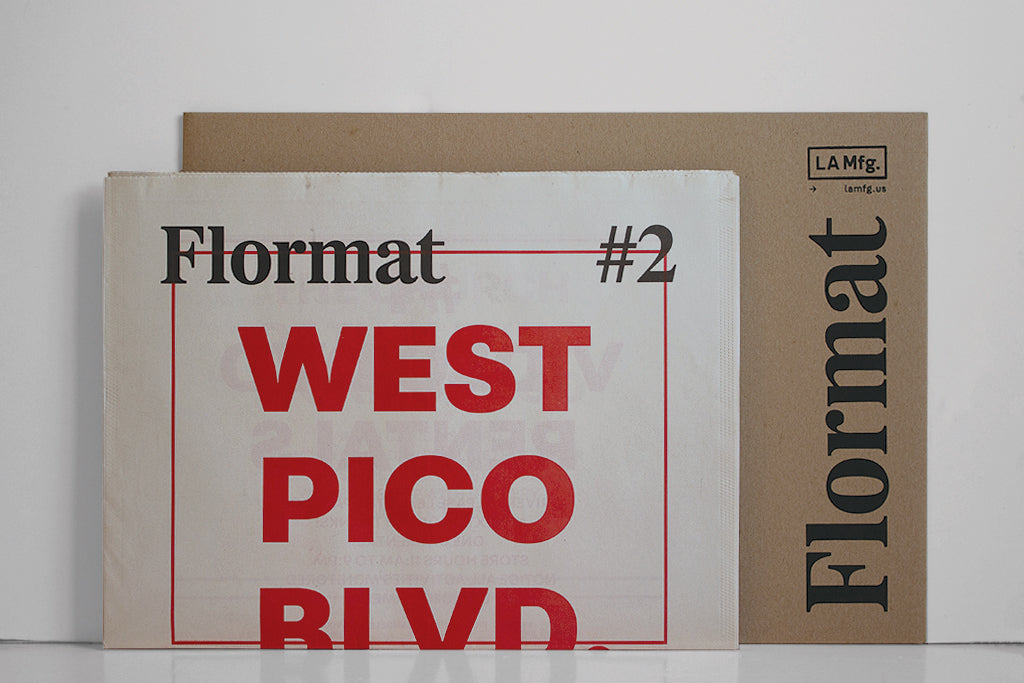 Flormat #2
WEST
PICO
BLVD.
LA Mfg.
→ lamfg.us
Flormat